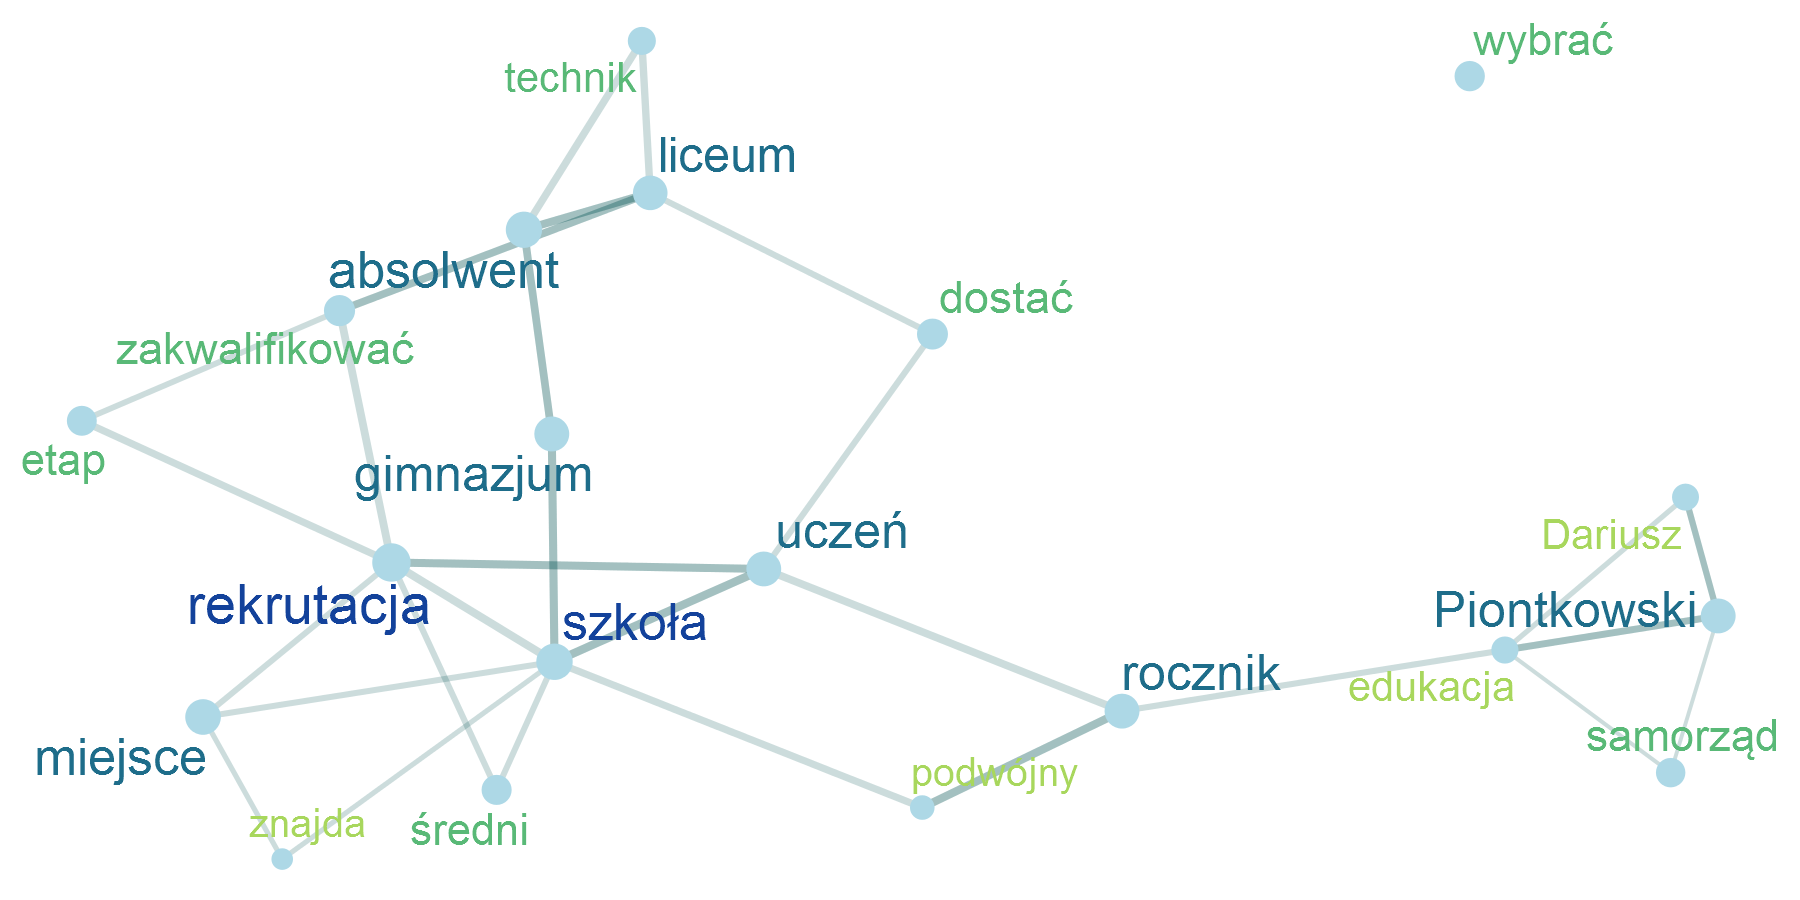 wybrać
technik
liceum
absolwent
dostać
zakwalifikować
etap
gimnazjum
uczeń
Dariusz
rekrutacja
szkoła
Piontkowski
rocznik
edukacja
samorząd
miejsce
podwójny
znajda
średni